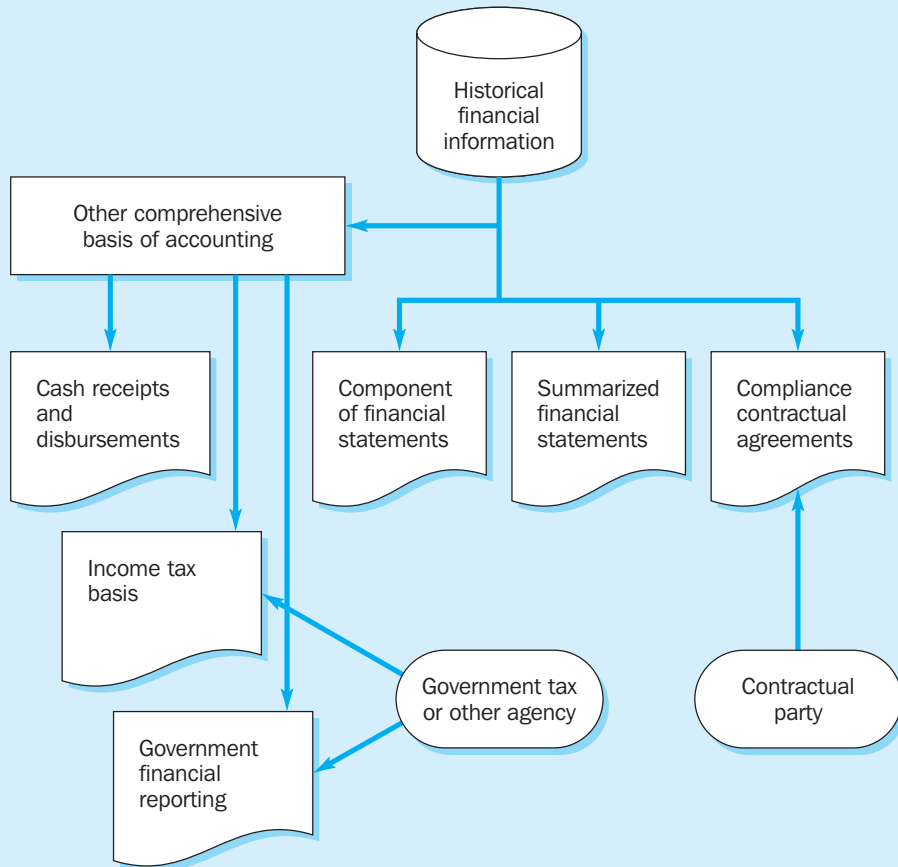 Historical
financial
information
Other comprehensive
basis of accounting
Cash receipts
and
disbursements
Component
of financial
statements
Summarized
financial
statements
Compliance
contractual
agreements
Income tax
basis
Government tax
or other agency
Contractual
party
Government
financial
reporting